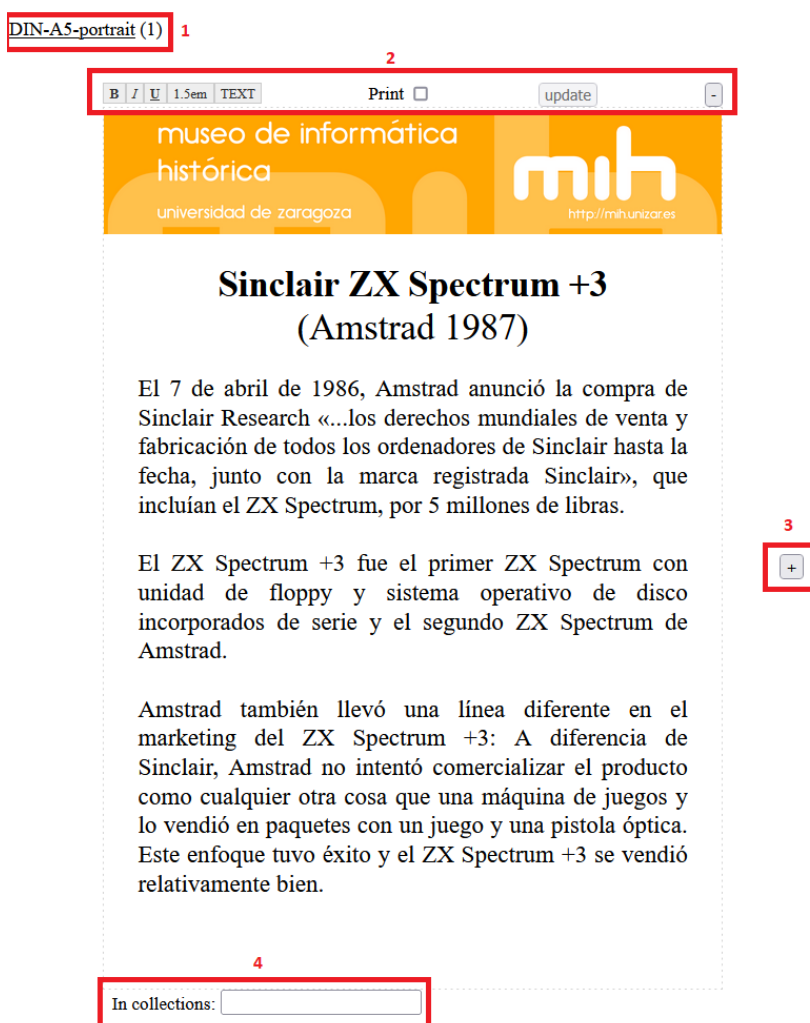 DIN-A5-portrait (1) 1
2
B I U 1.5em TEXT Print update -
museo de informática
histórica
universidad de zaragoza
mih
http://mih.unizar.es
Sinclair ZX Spectrum +3
(Amstrad 1987)
El 7 de abril de 1986, Amstrad anunció la compra de
Sinclair Research «...los derechos mundiales de venta y
fabricación de todos los ordenadores de Sinclair hasta la
fecha, junto con la marca registrada Sinclair», que
incluían el ZX Spectrum, por 5 millones de libras.
3
+
El ZX Spectrum +3 fue el primer ZX Spectrum con
unidad de floppy y sistema operativo de disco
incorporados de serie y el segundo ZX Spectrum de
Amstrad.
Amstrad también llevó una línea diferente en el
marketing del ZX Spectrum +3: A diferencia de
Sinclair, Amstrad no intentó comercializar el producto
como cualquier otra cosa que una máquina de juegos y
lo vendió en paquetes con un juego y una pistola óptica.
Este enfoque tuvo éxito y el ZX Spectrum +3 se vendió
relativamente bien.
4
In collections: